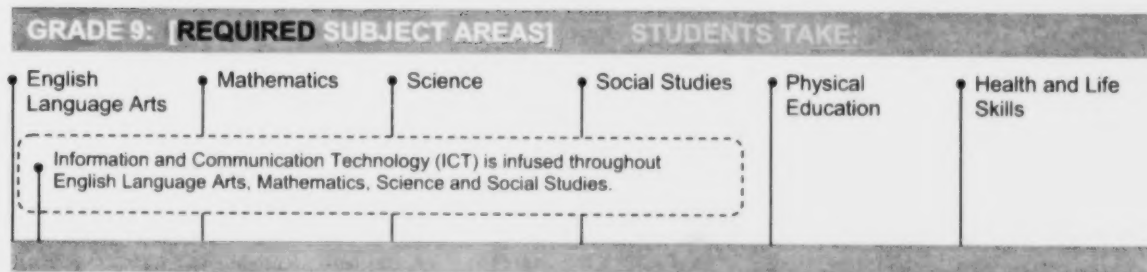 GRADE 9: [REQUIRED SUBJECT AREAS] STUDENTS TAKE:
English
Language Arts
Mathematics
Science
Social Studies
Physical
Education
Health and Life
Skills
Information and Communication Technology (ICT) is infused throughout
English Language Arts, Mathematics, Science and Social Studies.